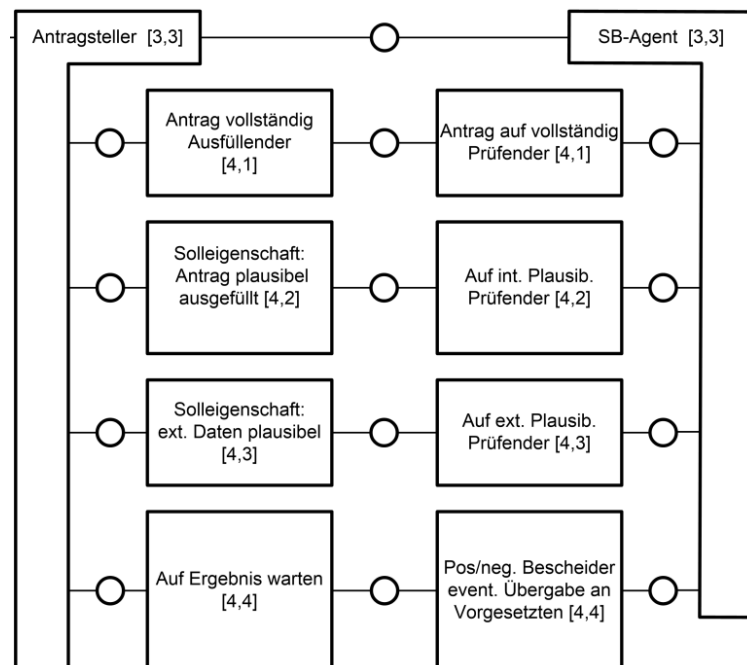 Antragsteller [3,3]
SB-Agent [3,3]
Antrag vollständig
Ausfüllender
[4,1]
Antrag auf vollständig
Prüfender [4,1]
Solleigenschaft:
Antrag plausibel
ausgefüllt [4,2]
Auf int. Plausib.
Prüfender [4,2]
Solleigenschaft:
ext. Daten plausibel
[4,3]
Auf ext. Plausib.
Prüfender [4,3]
Auf Ergebnis warten
[4,4]
Pos/neg. Bescheider
event. Übergabe an
Vorgesetzten [4,4]